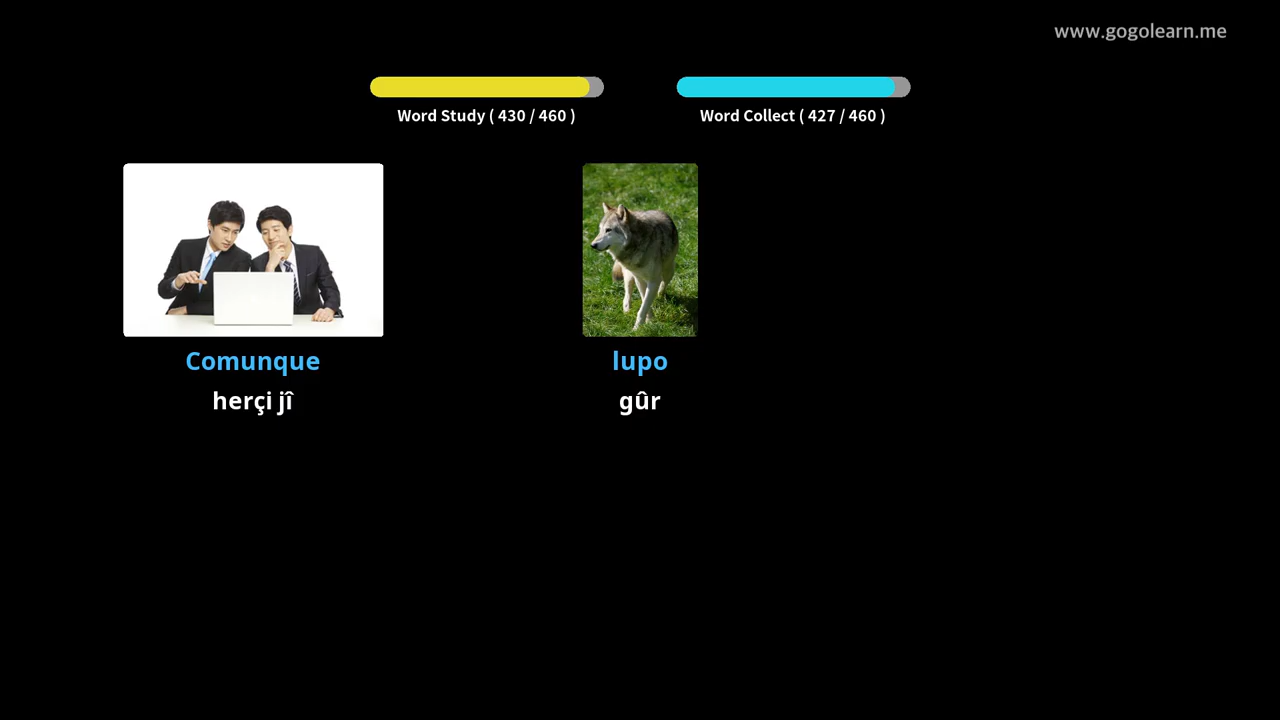 www.gogolearn.me
Word Study ( 430 / 460 )
Word Collect ( 427 / 460 )
Comunque
lupo
herçi jî
gûr